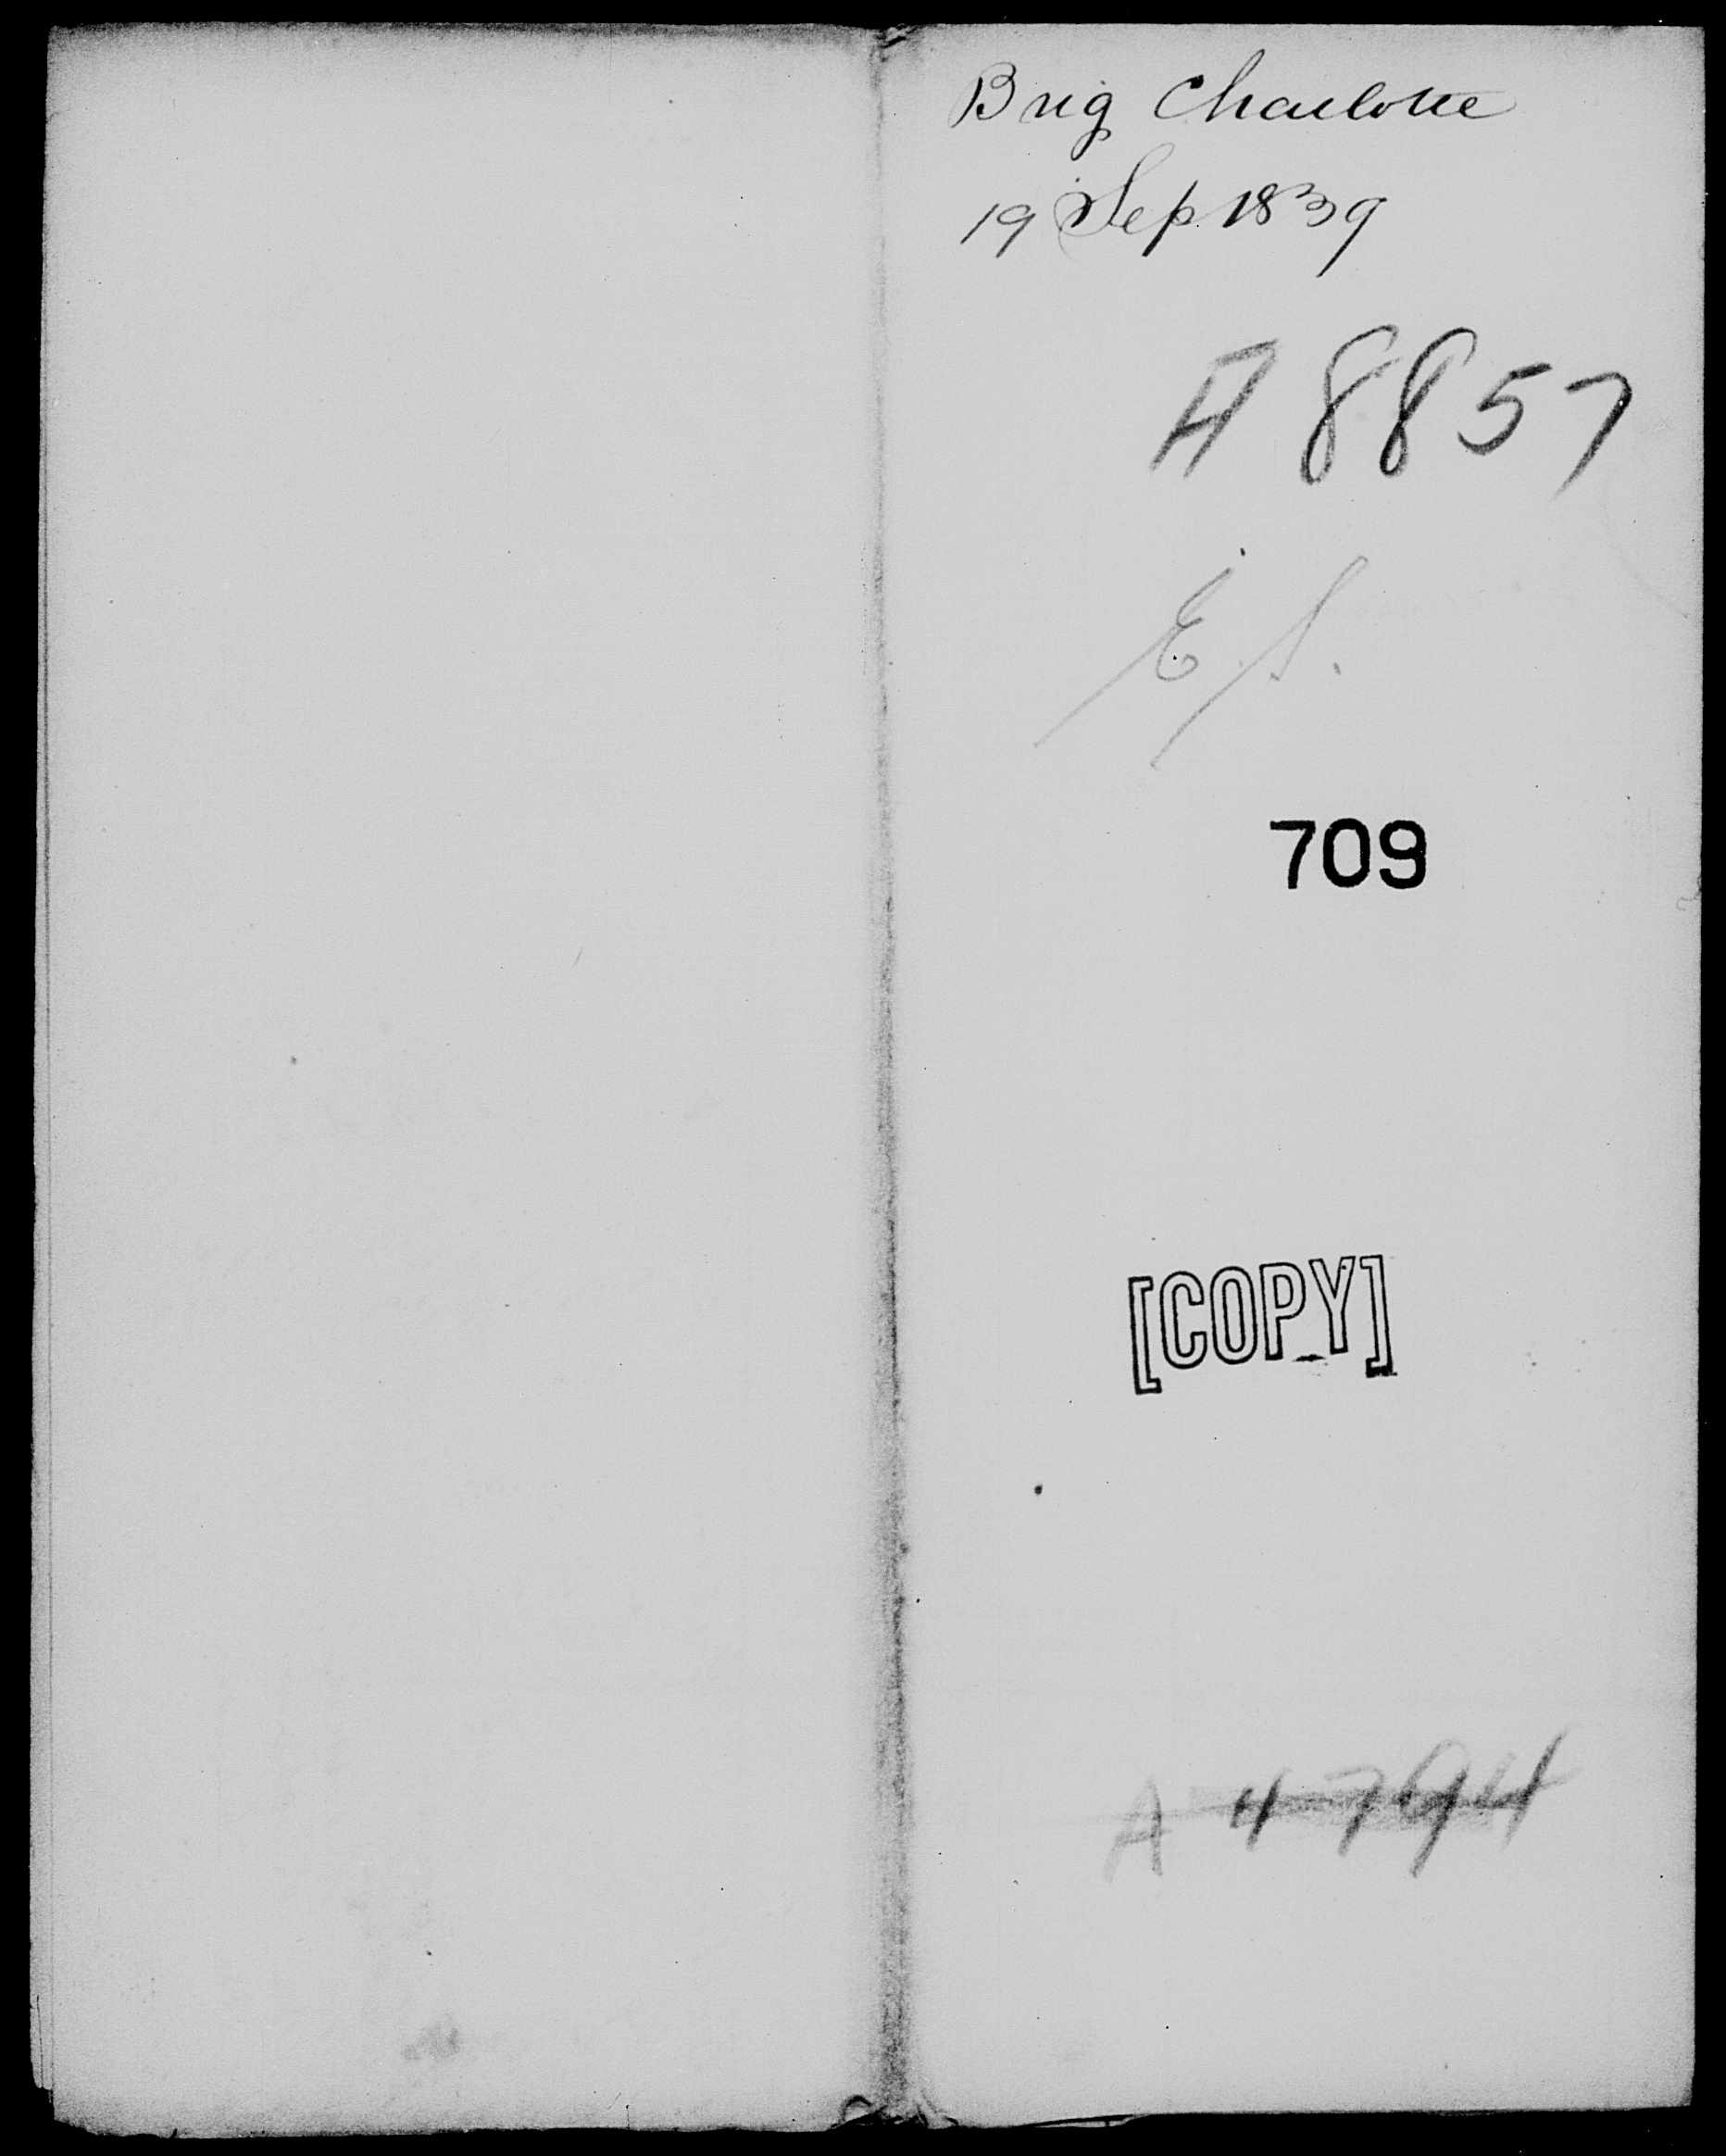 Brig Charlotte
19 Sep. 1839
A 8857
E. S.
709
[COPY]
A 4794